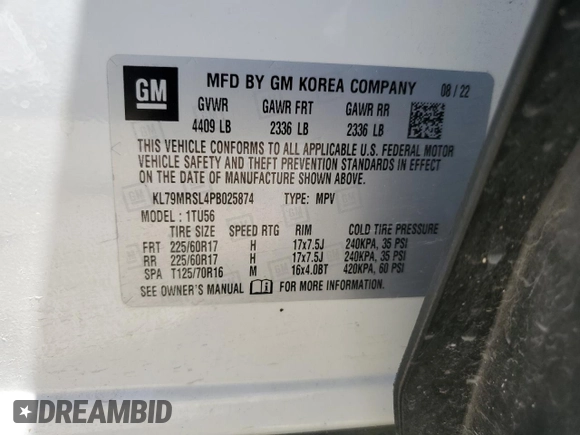 GM
MFD BY GM KOREA COMPANY 08 / 22
GVWR GAWR FRT GAWR RR
4409 LB 2336 LB 2336 LB
THIS VEHICLE CONFORMS TO ALL APPLICABLE U.S. FEDERAL MOTOR
VEHICLE SAFETY AND THEFT PREVENTION STANDARDS IN EFFECT
ON THE DATE OF MANUFACTURE SHOWN ABOVE.
KL79MRSL4PB025874 TYPE: MPV
MODEL : 1TU56
TIRE SIZE SPEED RTG RIM COLD TIRE PRESSURE
FRT 225/60R17 H 17x7.5J 240KPA, 35 PSI
RR 225/60R17 H 17x7.5J 240KPA, 35 PSI
SPA T125/70R16 M 16x4.0BT 420KPA, 60 PSI
SEE OWNER'S MANUAL FOR MORE INFORMATION.
DREAMBID